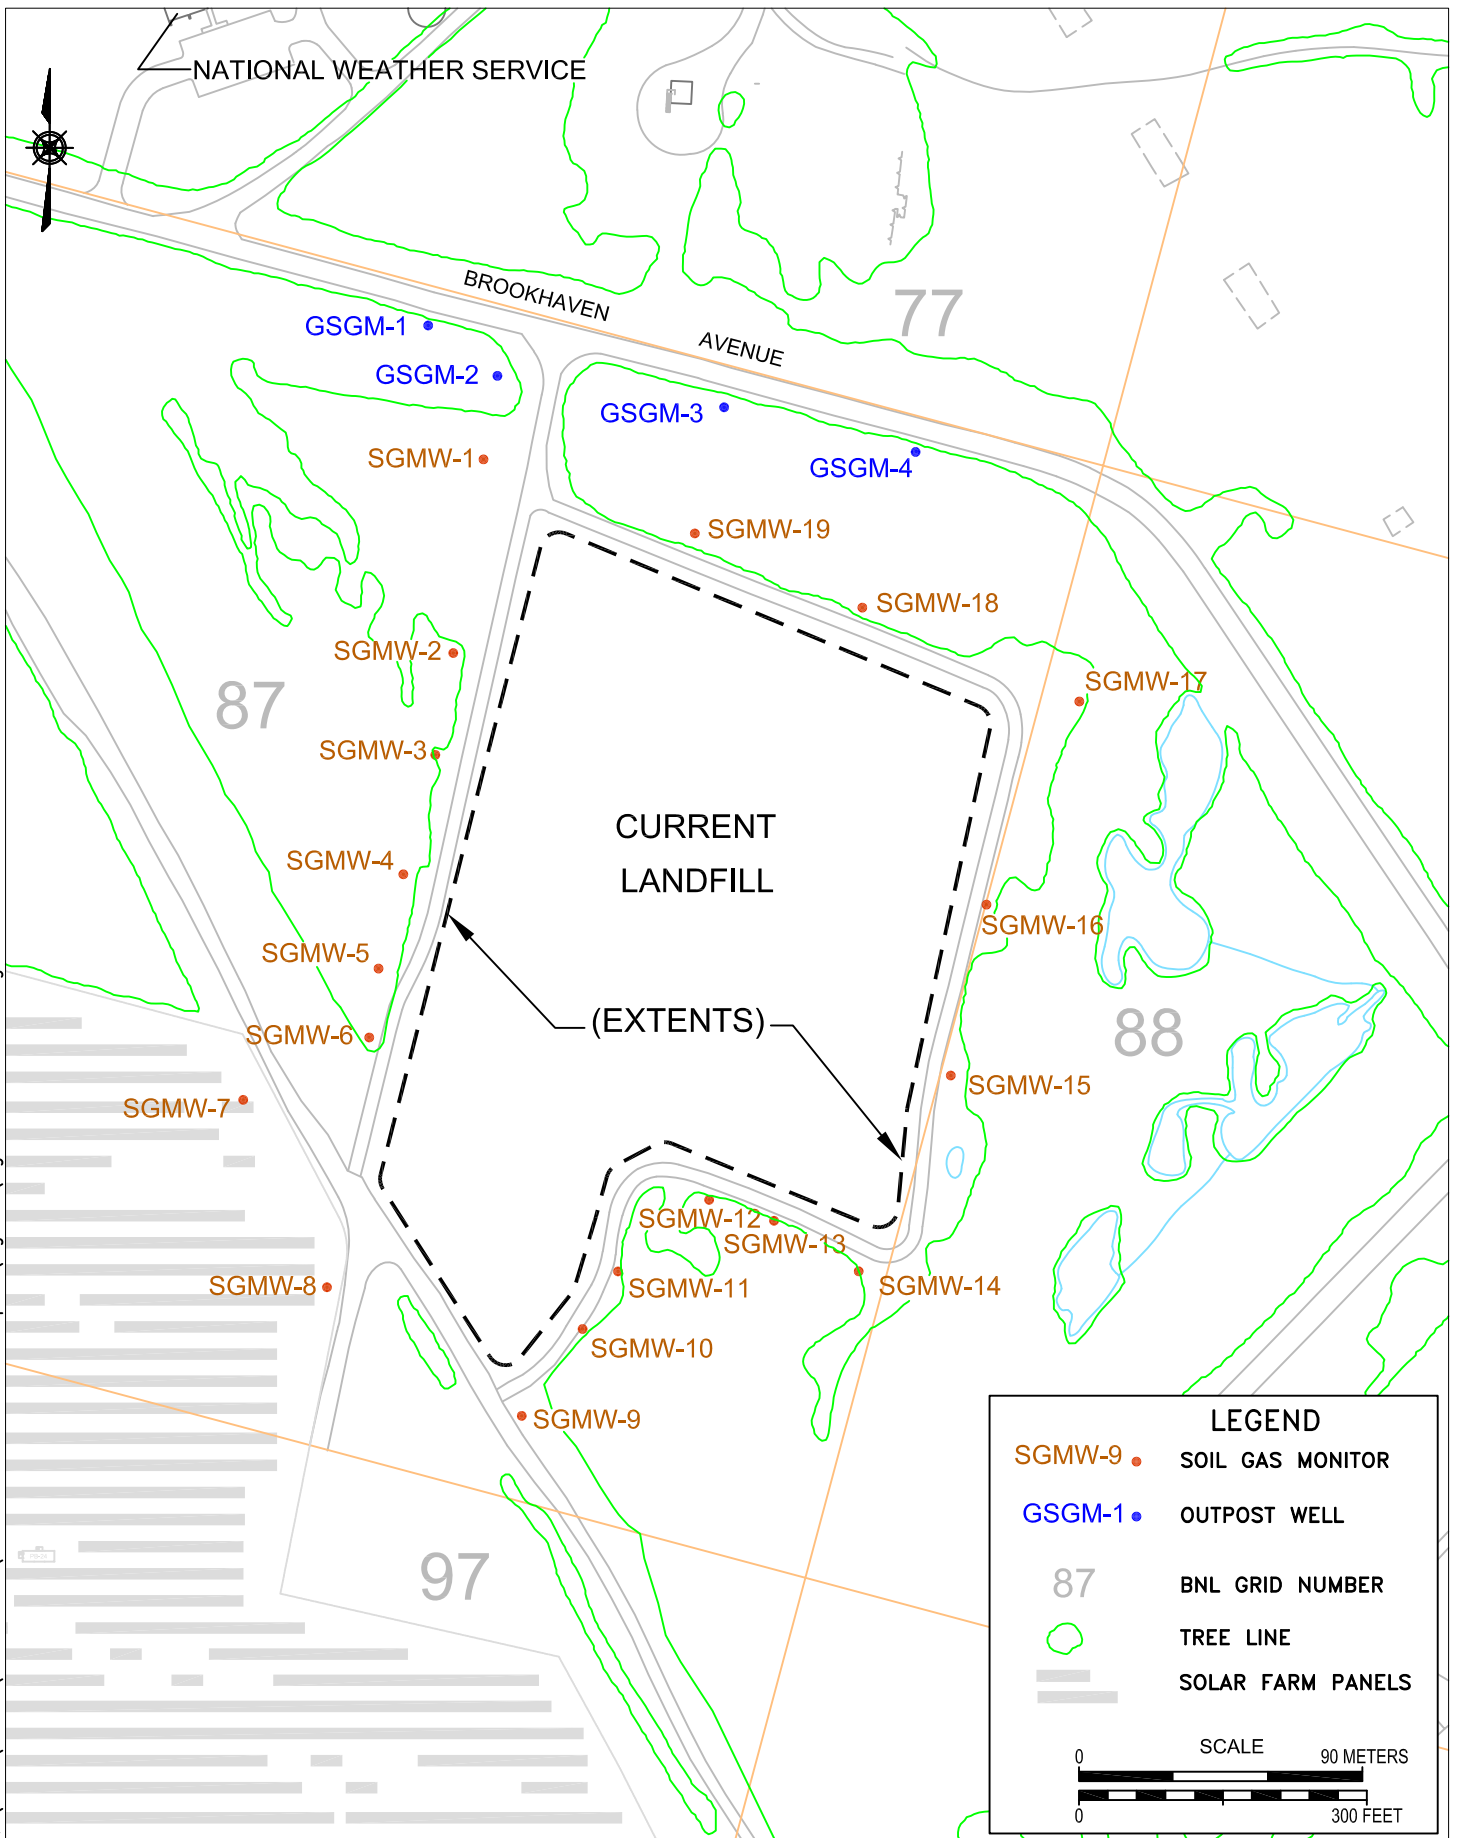 NATIONAL WEATHER SERVICE
BROOKHAVEN
AVENUE
77
GSGM-1
GSGM-2
GSGM-3
GSGM-4
SGMW-1
SGMW-19
SGMW-18
SGMW-2
SGMW-17
87
SGMW-3
CURRENT
LANDFILL
SGMW-4
SGMW-16
SGMW-5
(EXTENTS)
SGMW-6
88
SGMW-15
SGMW-7
SGMW-12
SGMW-13
SGMW-8
SGMW-11
SGMW-14
SGMW-10
SGMW-9
97
LEGEND
SGMW-9 SOIL GAS MONITOR
GSGM-1 OUTPOST WELL
87 BNL GRID NUMBER
TREE LINE
SOLAR FARM PANELS
SCALE
0 90 METERS
0 300 FEET